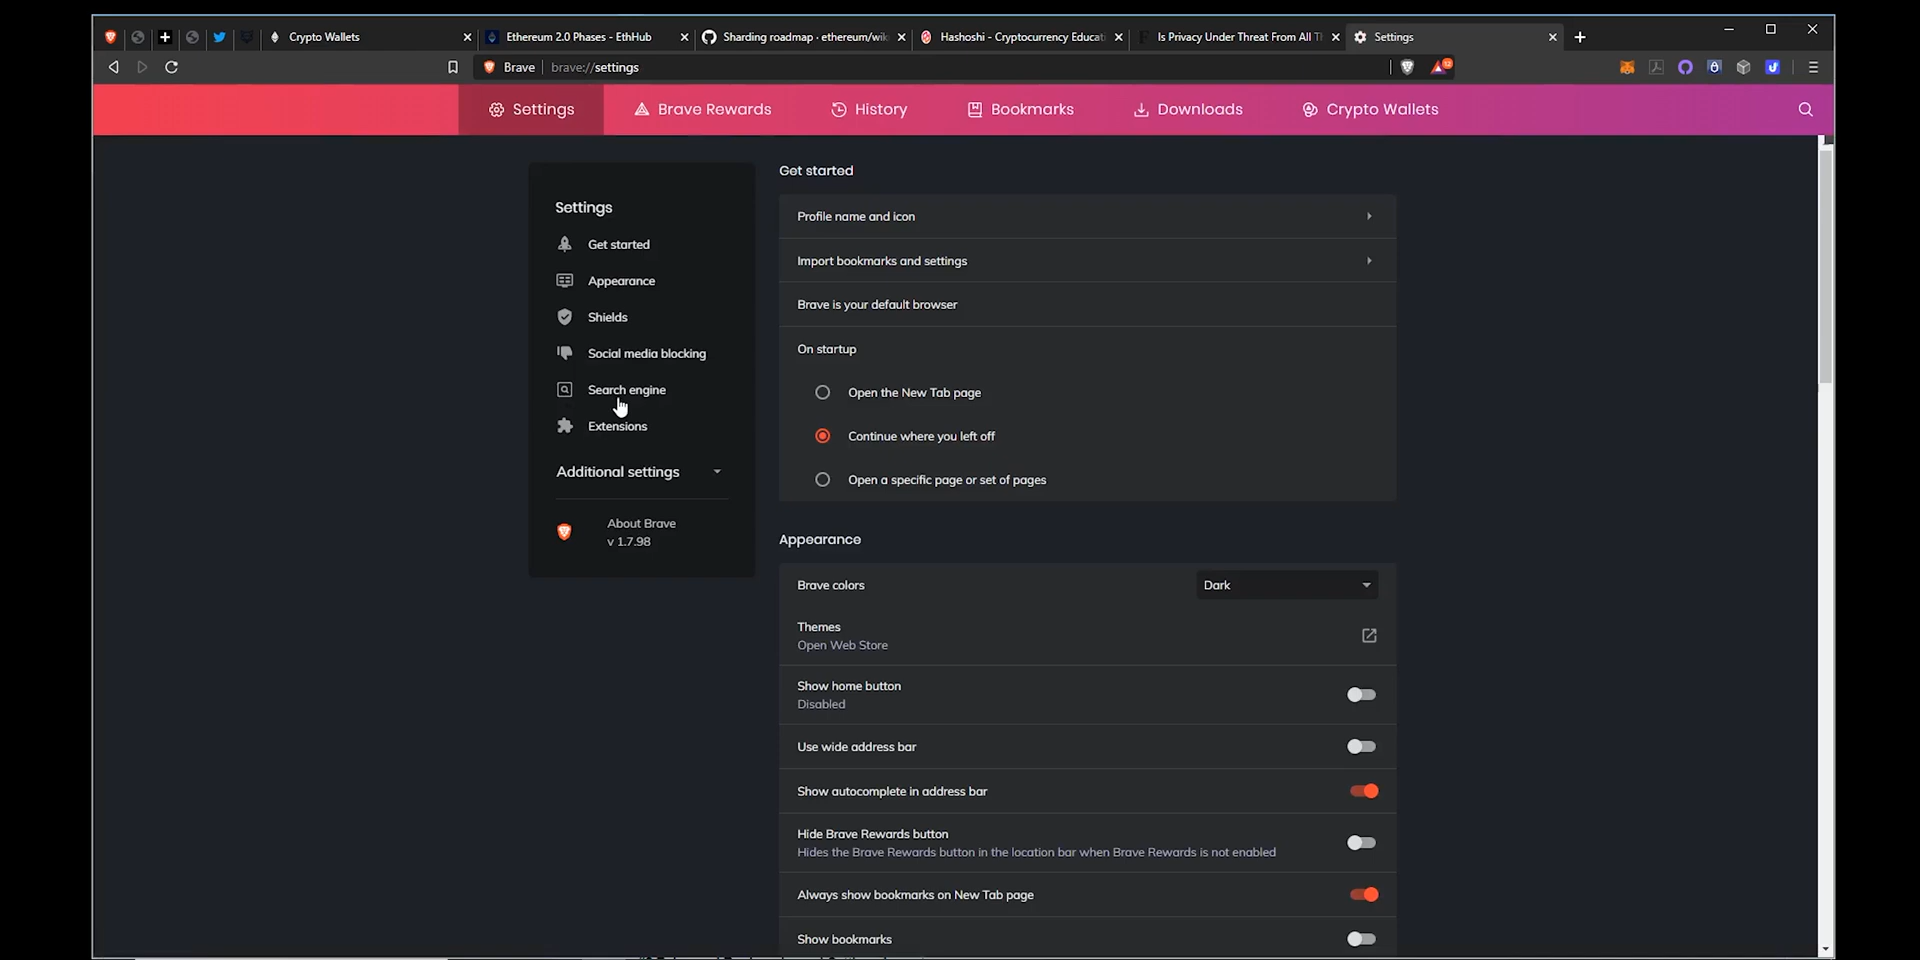 Crypto Wallets
Ethereum 2.0 Phases - EthHub
Sharding roadmap · ethereum/wik
Hashoshi - Cryptocurrency Educati
Is Privacy Under Threat From All Th
Settings
Brave
brave://settings
12
Settings
Brave Rewards
History
Bookmarks
Downloads
Crypto Wallets
Settings
Get started
Appearance
Shields
Social media blocking
Search engine
Extensions
Additional settings
About Brave
v 1.7.98
Get started
Profile name and icon
Import bookmarks and settings
Brave is your default browser
On startup
Open the New Tab page
Continue where you left off
Open a specific page or set of pages
Appearance
Brave colors
Dark
Themes
Open Web Store
Show home button
Disabled
Use wide address bar
Show autocomplete in address bar
Hide Brave Rewards button
Hides the Brave Rewards button in the location bar when Brave Rewards is not enabled
Always show bookmarks on New Tab page
Show bookmarks